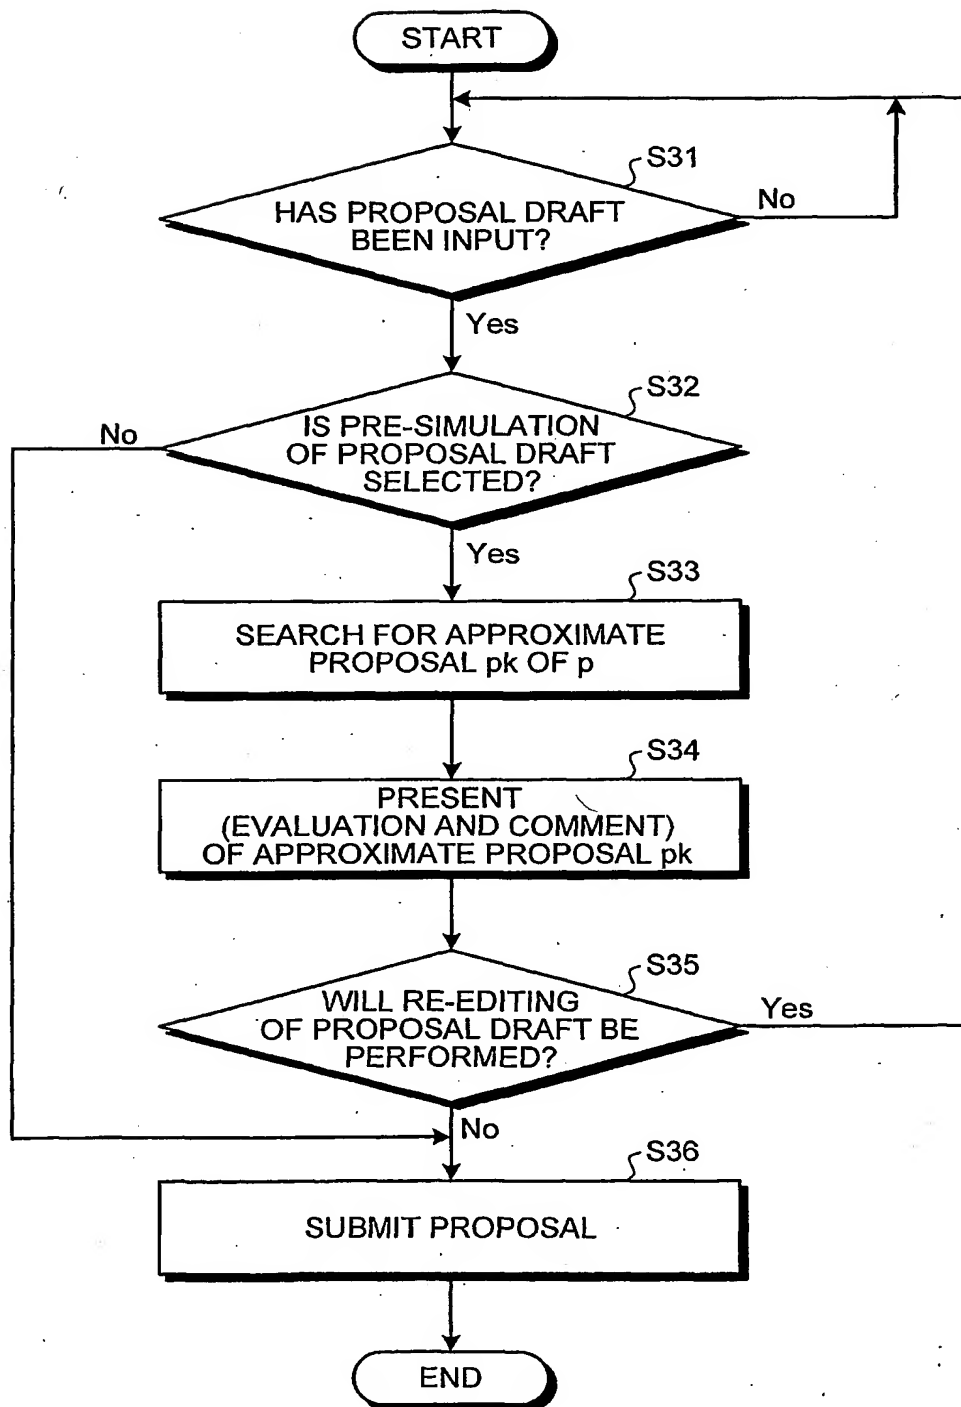 START
S31
HAS PROPOSAL DRAFT
BEEN INPUT?
No
Yes
S32
No
IS PRE-SIMULATION
OF PROPOSAL DRAFT
SELECTED?
Yes
S33
SEARCH FOR APPROXIMATE
PROPOSAL pk OF p
S34
PRESENT
(EVALUATION AND COMMENT)
OF APPROXIMATE PROPOSAL pk
S35
WILL RE-EDITING
OF PROPOSAL DRAFT BE
PERFORMED?
Yes
No
S36
SUBMIT PROPOSAL
END